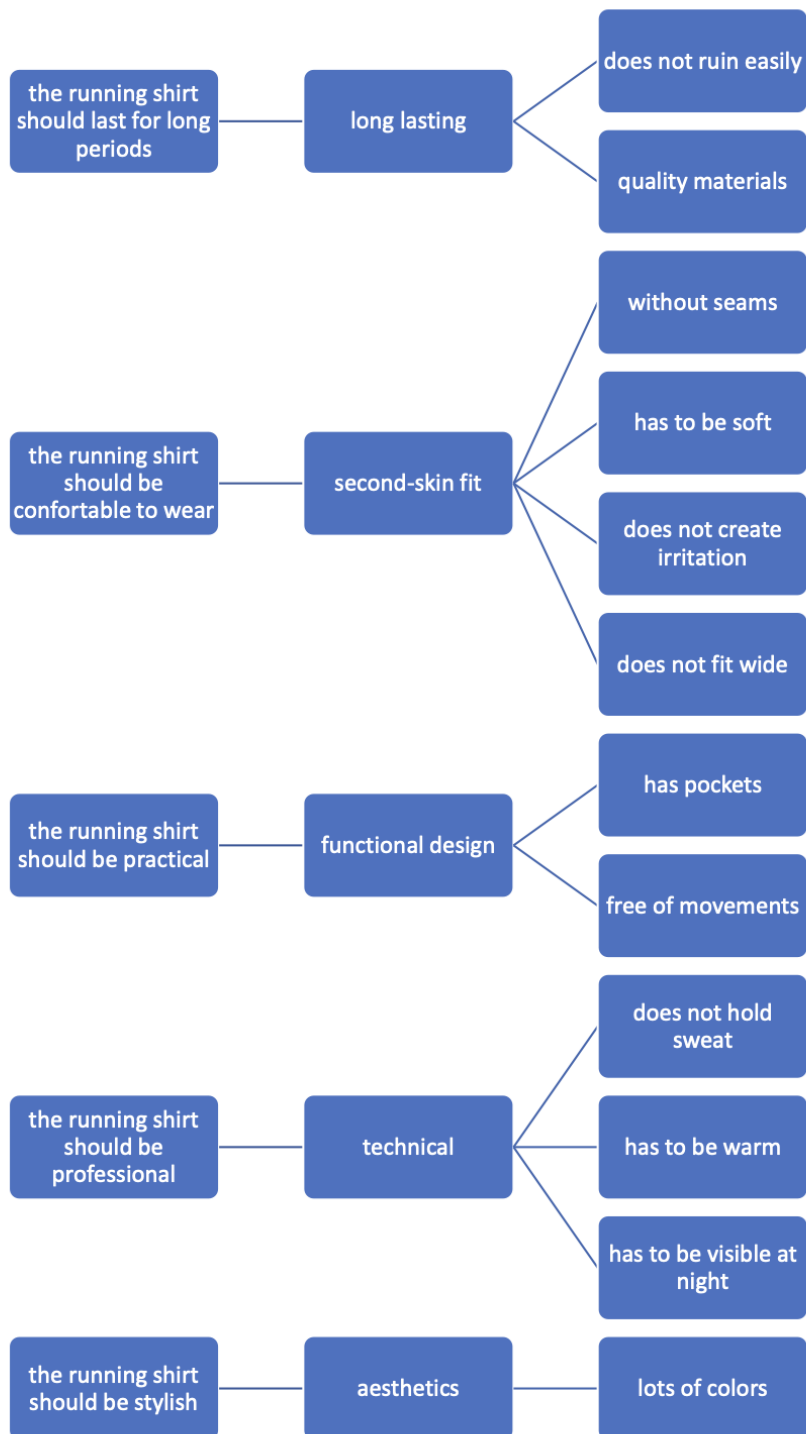 the running shirt
should last for long
periods
long lasting
does not ruin easily
quality materials
the running shirt
should be
confortable to wear
second-skin fit
without seams
has to be soft
does not create
irritation
does not fit wide
the running shirt
should be practical
functional design
has pockets
free of movements
the running shirt
should be
professional
technical
does not hold
sweat
has to be warm
has to be visible at
night
the running shirt
should be stylish
aesthetics
lots of colors